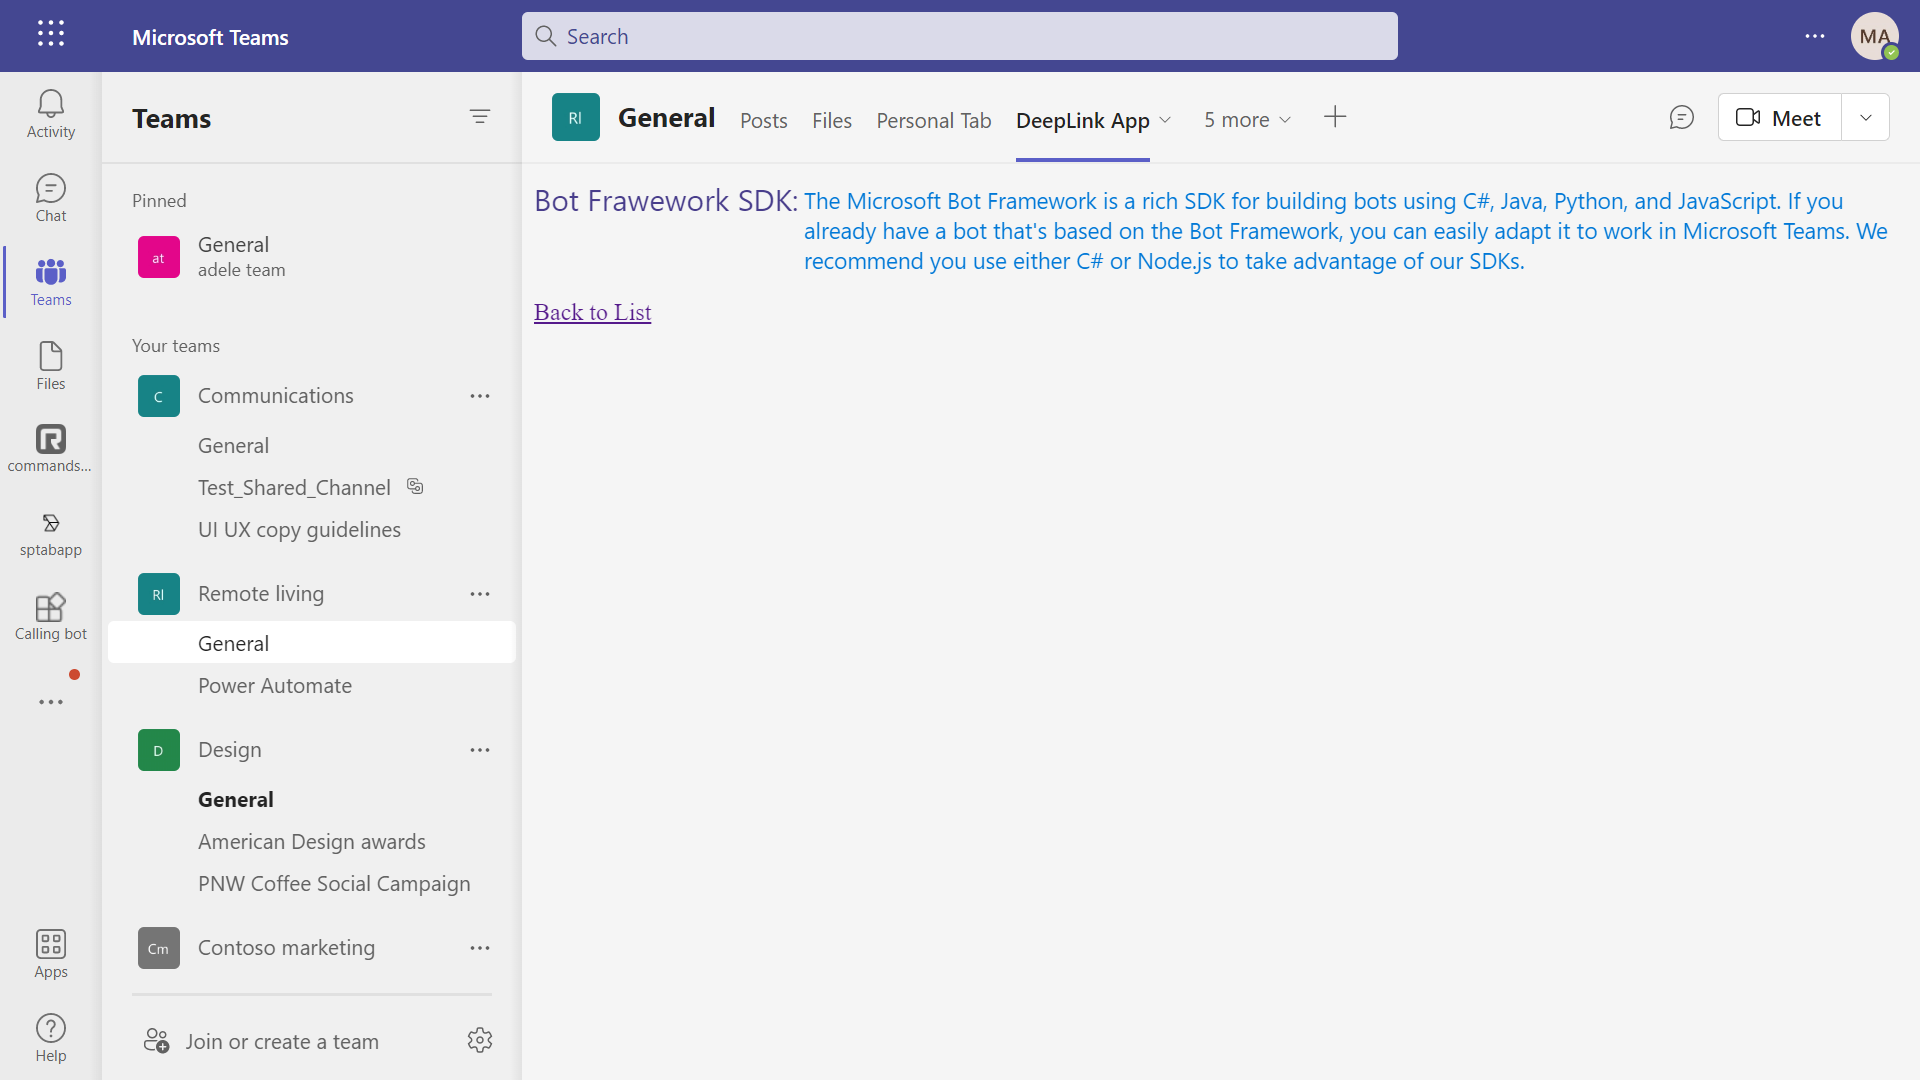 Microsoft Teams
Search
MA
Activity
Chat
Teams
Files
commands...
sptabapp
Calling bot
Apps
Help
Teams
Pinned
at
General
adele team
Your teams
C
Communications
General
Test_Shared_Channel
UI UX copy guidelines
Rl
Remote living
General
Power Automate
D
Design
General
American Design awards
PNW Coffee Social Campaign
Cm
Contoso marketing
Join or create a team
Rl
General
Posts
Files
Personal Tab
DeepLink App
5 more
Meet
Bot Frawework SDK:
The Microsoft Bot Framework is a rich SDK for building bots using C#, Java, Python, and JavaScript. If you
already have a bot that's based on the Bot Framework, you can easily adapt it to work in Microsoft Teams. We
recommend you use either C# or Node.js to take advantage of our SDKs.
Back to List